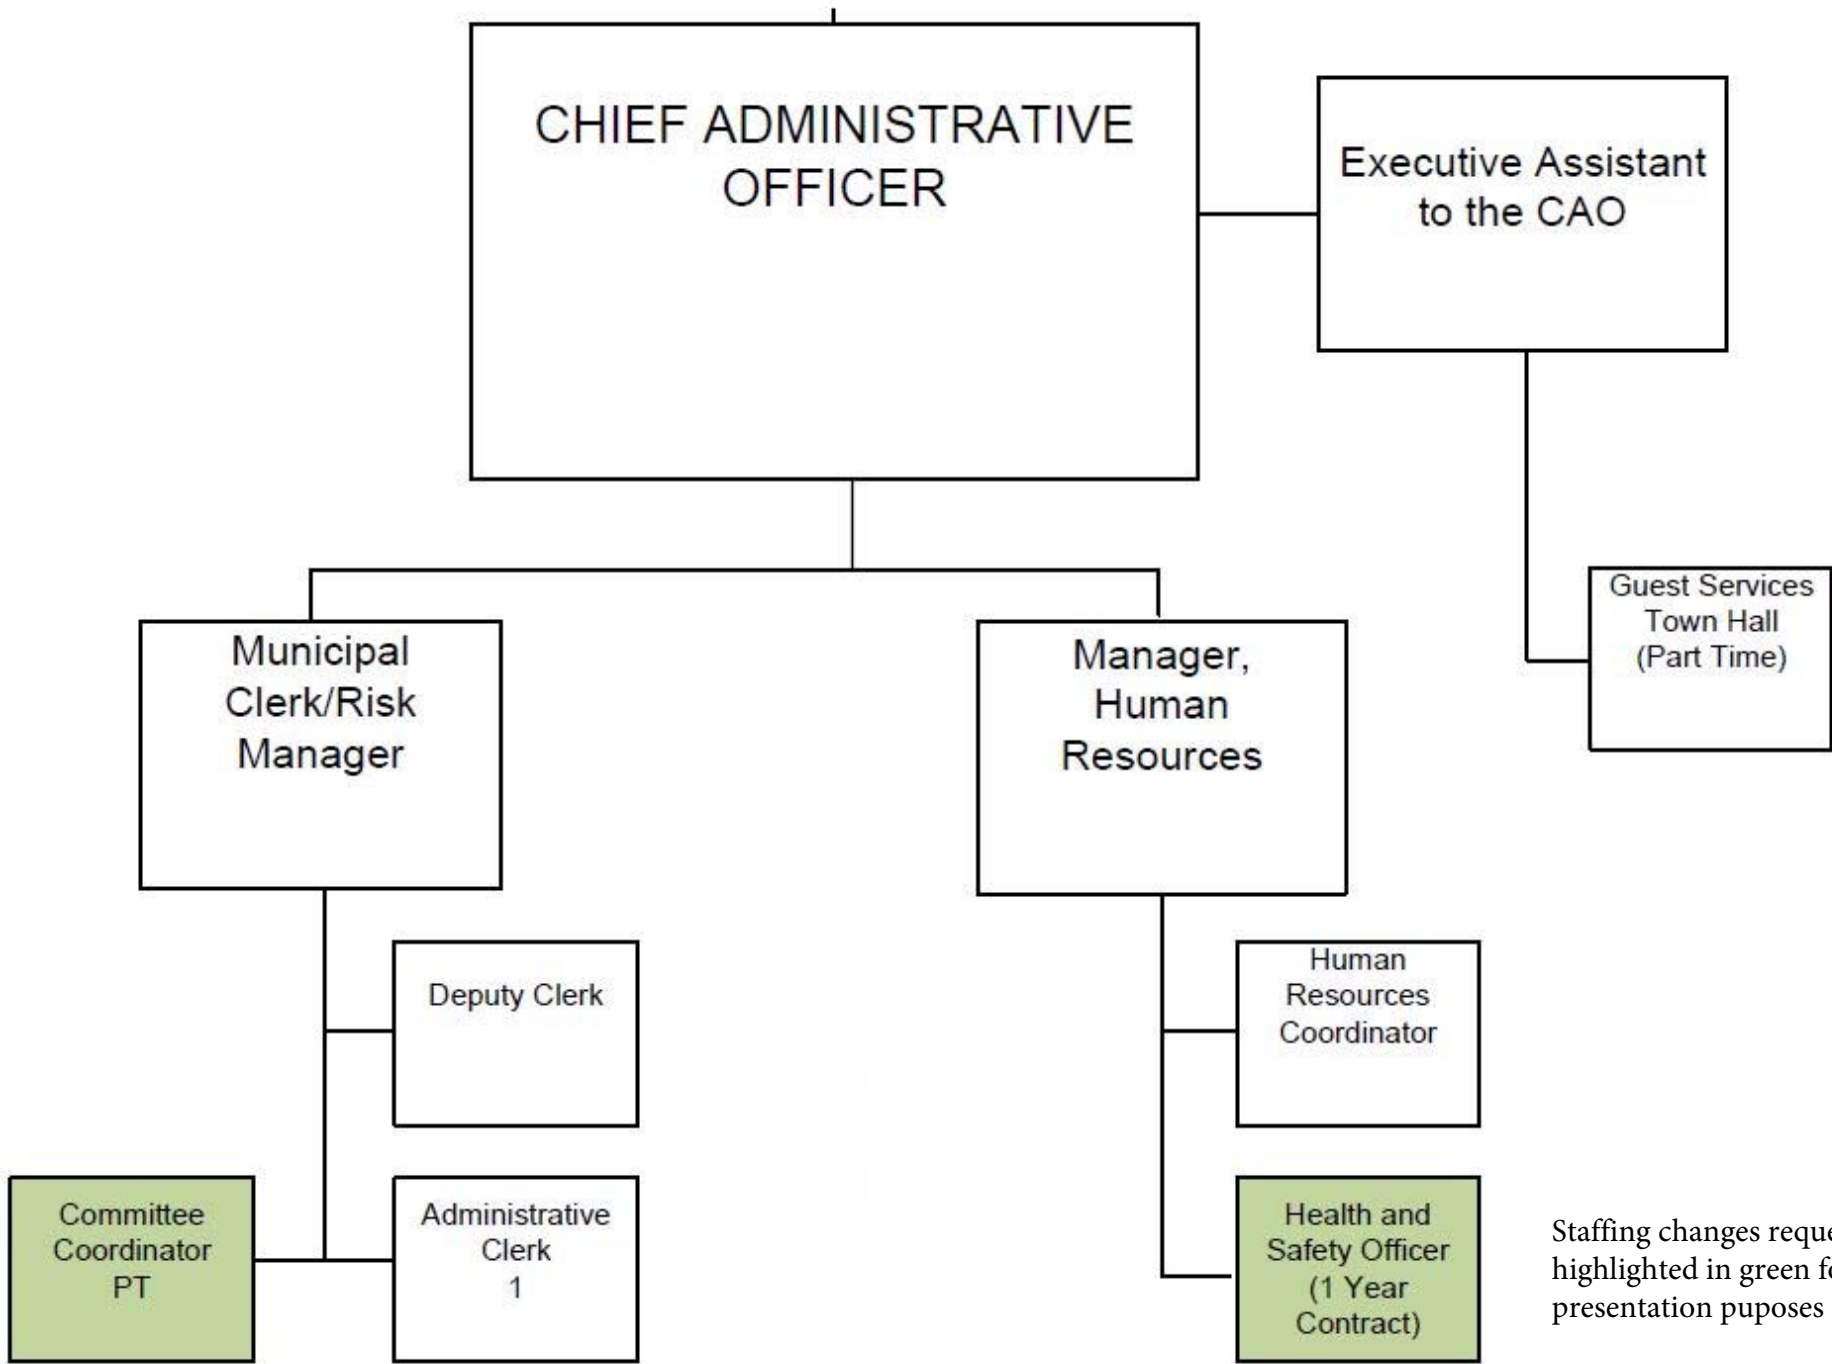 CHIEF ADMINISTRATIVE
OFFICER
Executive Assistant
to the CAO
Guest Services
Town Hall
(Part Time)
Municipal
Clerk/Risk
Manager
Manager,
Human
Resources
Deputy Clerk
Human
Resources
Coordinator
Committee
Coordinator
PT
Administrative
Clerk
1
Health and
Safety Officer
(1 Year
Contract)
Staffing changes
highlighted in green
presentation puposes